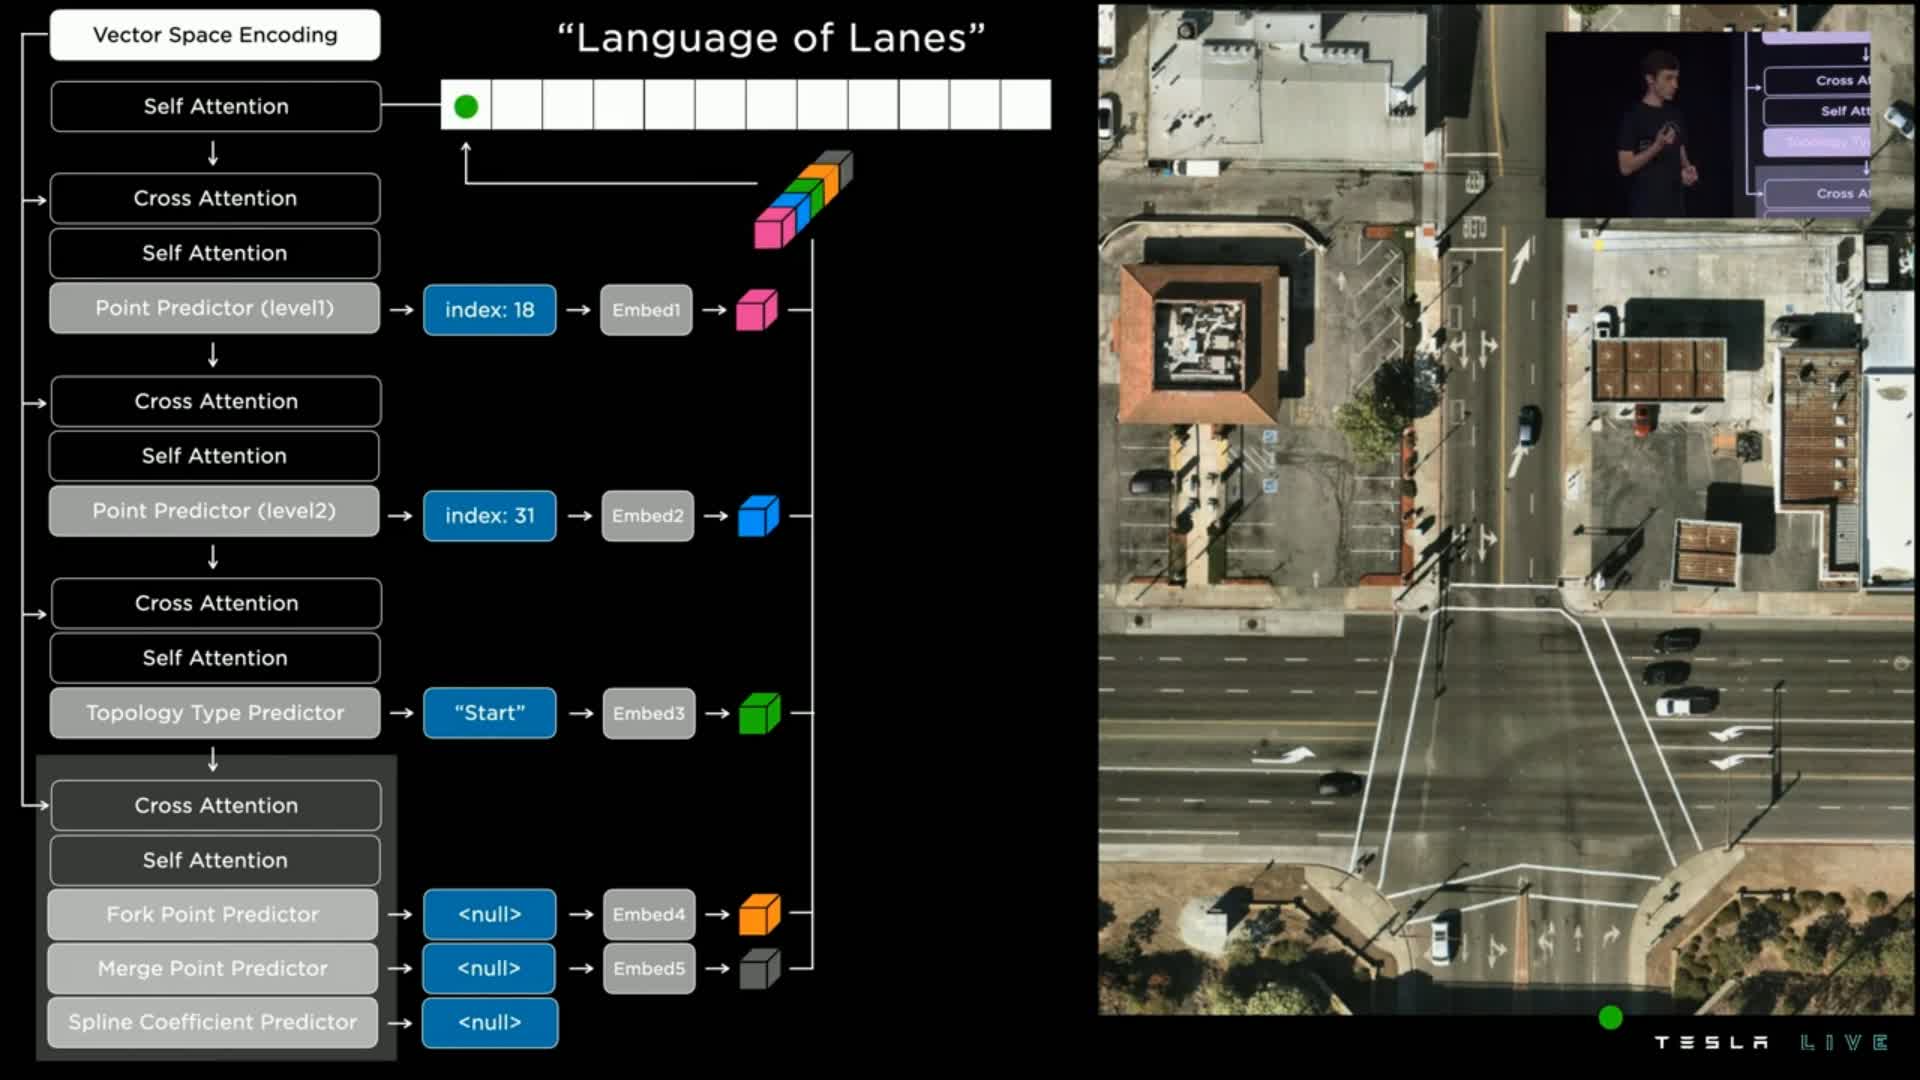 Vector Space Encoding
“Language of Lanes”
Self Attention
Cross Attention
Self Attention
Point Predictor (level1)
index: 18
Embed1
Cross Attention
Self Attention
Point Predictor (level2)
index: 31
Embed2
Cross Attention
Self Attention
Topology Type Predictor
“Start”
Embed3
Cross Attention
Self Attention
Fork Point Predictor
<null>
Embed4
Merge Point Predictor
<null>
Embed5
Spline Coefficient Predictor
<null>
Cross At
Self Att
Topology Ty
Cross A
TESLA LIVE